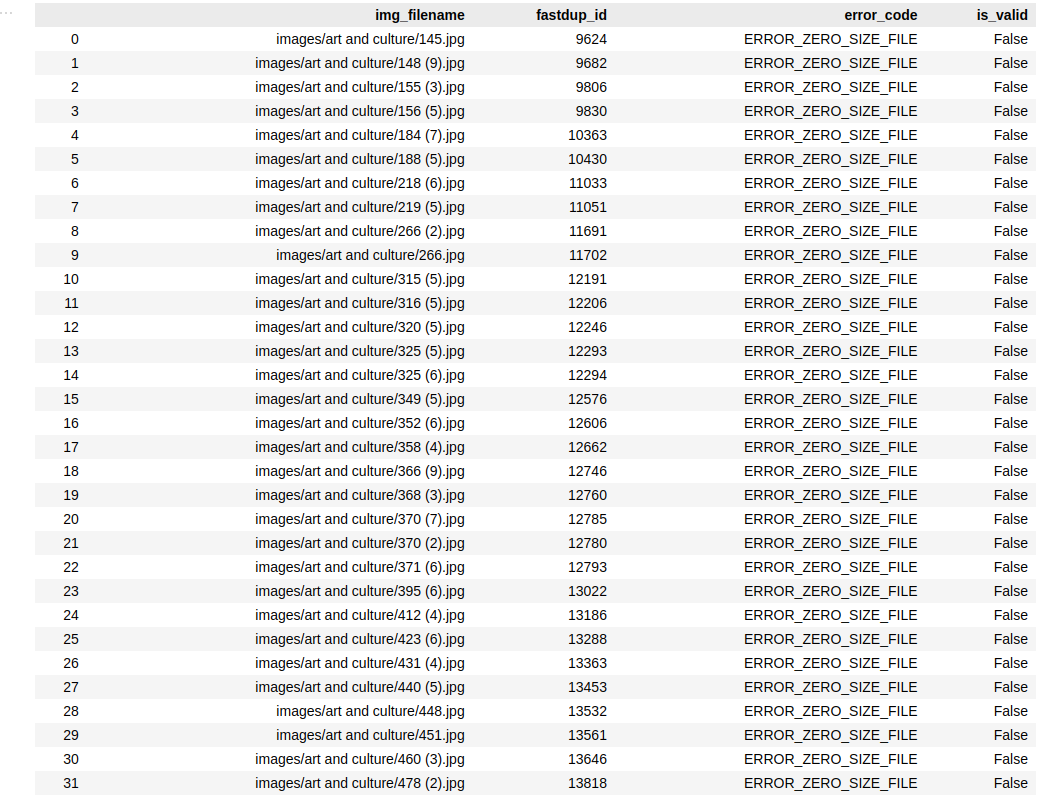 img_filename fastdup_id error_code is_valid
0 images/art and culture/145.jpg 9624 ERROR_ZERO_SIZE_FILE False
1 images/art and culture/148 (9).jpg 9682 ERROR_ZERO_SIZE_FILE False
2 images/art and culture/155 (3).jpg 9806 ERROR_ZERO_SIZE_FILE False
3 images/art and culture/156 (5).jpg 9830 ERROR_ZERO_SIZE_FILE False
4 images/art and culture/184 (7).jpg 10363 ERROR_ZERO_SIZE_FILE False
5 images/art and culture/188 (5).jpg 10430 ERROR_ZERO_SIZE_FILE False
6 images/art and culture/218 (6).jpg 11033 ERROR_ZERO_SIZE_FILE False
7 images/art and culture/219 (5).jpg 11051 ERROR_ZERO_SIZE_FILE False
8 images/art and culture/266 (2).jpg 11691 ERROR_ZERO_SIZE_FILE False
9 images/art and culture/266.jpg 11702 ERROR_ZERO_SIZE_FILE False
10 images/art and culture/315 (5).jpg 12191 ERROR_ZERO_SIZE_FILE False
11 images/art and culture/316 (5).jpg 12206 ERROR_ZERO_SIZE_FILE False
12 images/art and culture/320 (5).jpg 12246 ERROR_ZERO_SIZE_FILE False
13 images/art and culture/325 (5).jpg 12293 ERROR_ZERO_SIZE_FILE False
14 images/art and culture/325 (6).jpg 12294 ERROR_ZERO_SIZE_FILE False
15 images/art and culture/349 (5).jpg 12576 ERROR_ZERO_SIZE_FILE False
16 images/art and culture/352 (6).jpg 12606 ERROR_ZERO_SIZE_FILE False
17 images/art and culture/358 (4).jpg 12662 ERROR_ZERO_SIZE_FILE False
18 images/art and culture/366 (9).jpg 12746 ERROR_ZERO_SIZE_FILE False
19 images/art and culture/368 (3).jpg 12760 ERROR_ZERO_SIZE_FILE False
20 images/art and culture/370 (7).jpg 12785 ERROR_ZERO_SIZE_FILE False
21 images/art and culture/370 (2).jpg 12780 ERROR_ZERO_SIZE_FILE False
22 images/art and culture/371 (6).jpg 12793 ERROR_ZERO_SIZE_FILE False
23 images/art and culture/395 (6).jpg 13022 ERROR_ZERO_SIZE_FILE False
24 images/art and culture/412 (4).jpg 13186 ERROR_ZERO_SIZE_FILE False
25 images/art and culture/423 (6).jpg 13288 ERROR_ZERO_SIZE_FILE False
26 images/art and culture/431 (4).jpg 13363 ERROR_ZERO_SIZE_FILE False
27 images/art and culture/440 (5).jpg 13453 ERROR_ZERO_SIZE_FILE False
28 images/art and culture/448.jpg 13532 ERROR_ZERO_SIZE_FILE False
29 images/art and culture/451.jpg 13561 ERROR_ZERO_SIZE_FILE False
30 images/art and culture/460 (3).jpg 13646 ERROR_ZERO_SIZE_FILE False
31 images/art and culture/478 (2).jpg 13818 ERROR_ZERO_SIZE_FILE False